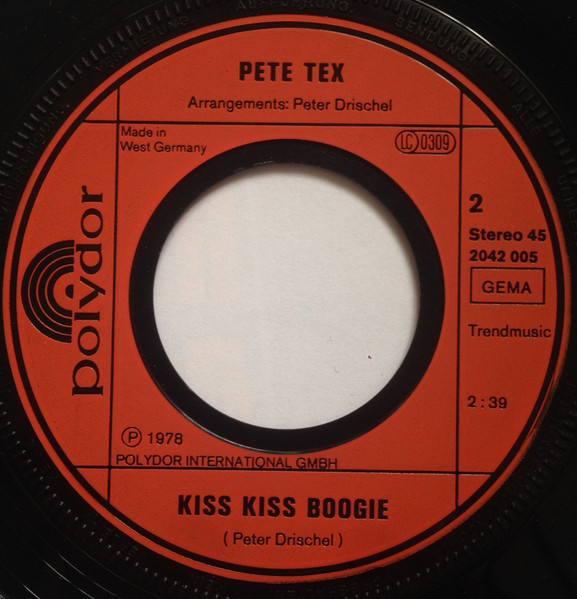 PETE TEX
Arrangements: Peter Drischel
Made in
West Germany
LC 0309
polydor
2
Stereo 45
2042 005
GEMA
Trendmusic
2:39
Ⓟ 1978
POLYDOR INTERNATIONAL GMBH
KISS KISS BOOGIE
( Peter Drischel )